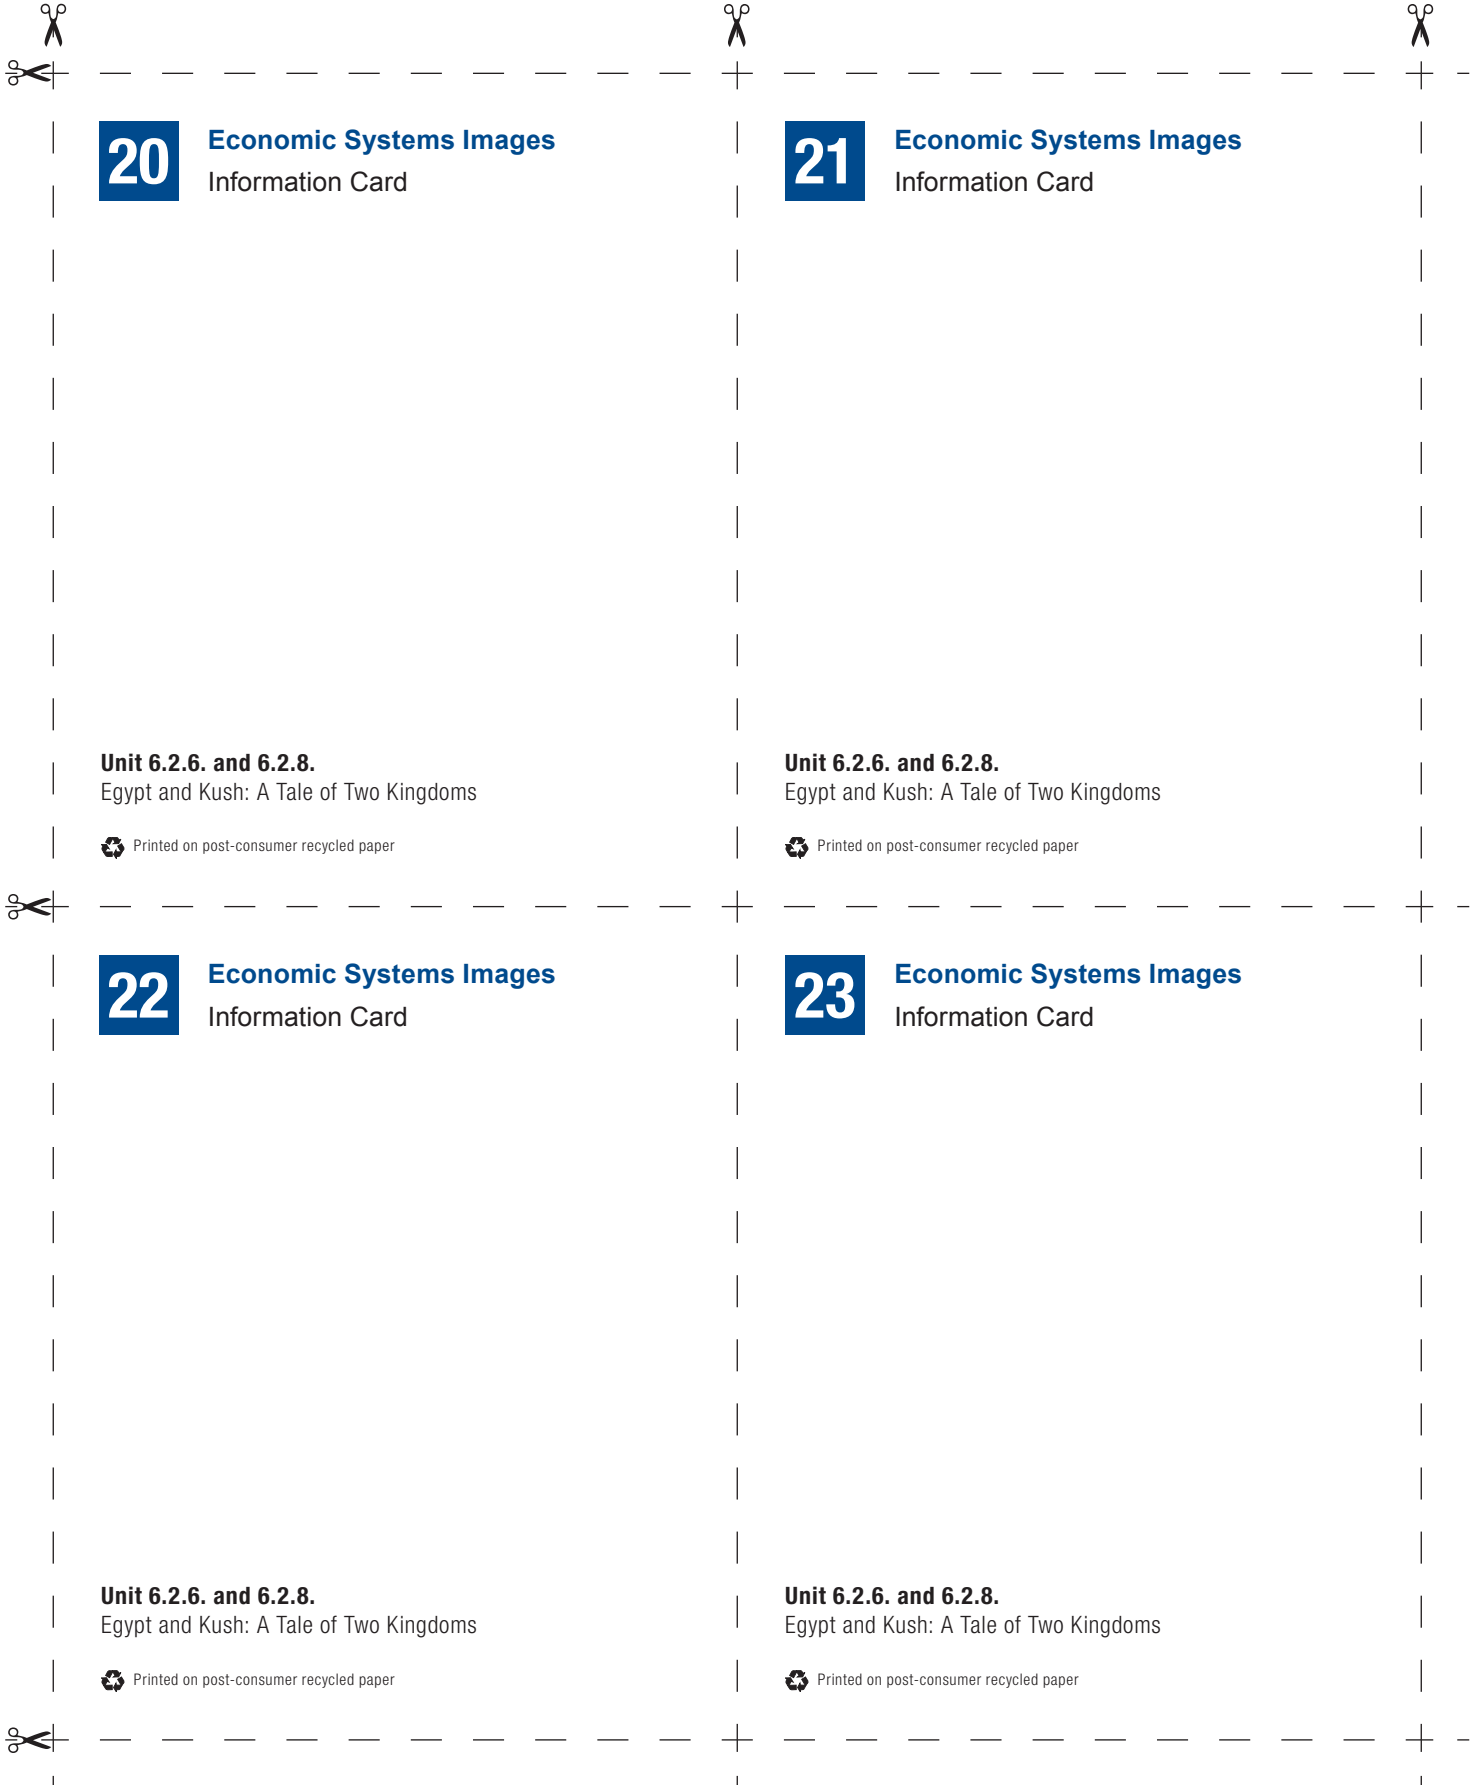 20
Economic Systems Images
Information Card
Unit 6.2.6. and 6.2.8.
Egypt and Kush: A Tale of Two Kingdoms
Printed on post-consumer recycled paper
21
Economic Systems Images
Information Card
Unit 6.2.6. and 6.2.8.
Egypt and Kush: A Tale of Two Kingdoms
Printed on post-consumer recycled paper
22
Economic Systems Images
Information Card
Unit 6.2.6. and 6.2.8.
Egypt and Kush: A Tale of Two Kingdoms
Printed on post-consumer recycled paper
23
Economic Systems Images
Information Card
Unit 6.2.6. and 6.2.8.
Egypt and Kush: A Tale of Two Kingdoms
Printed on post-consumer recycled paper